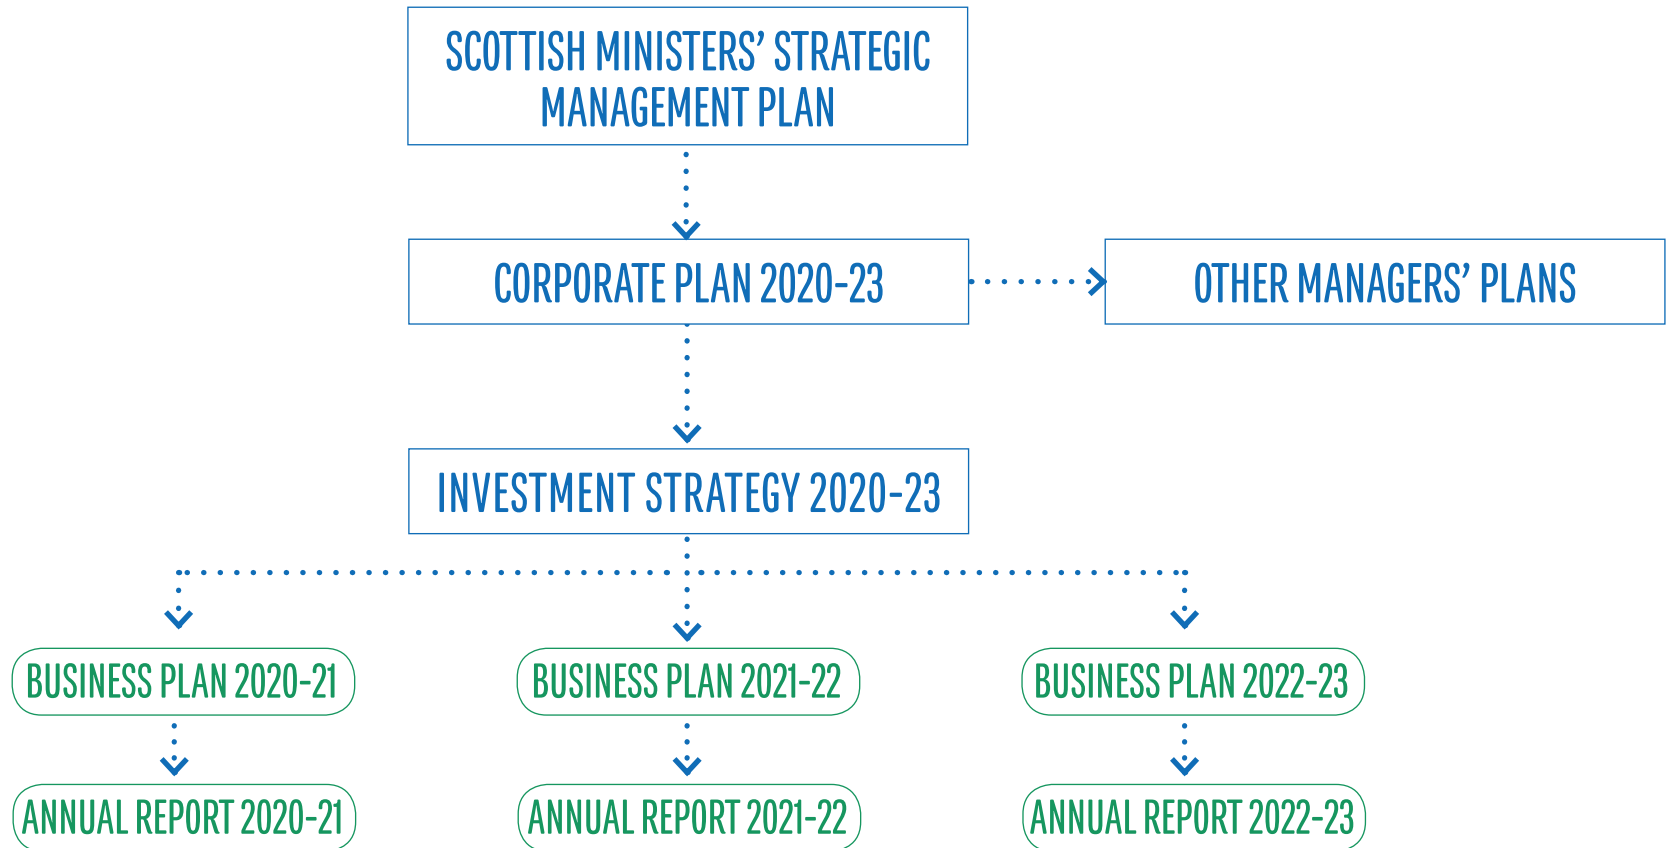 SCOTTISH MINISTERS’ STRATEGIC
MANAGEMENT PLAN
CORPORATE PLAN 2020-23
OTHER MANAGERS’ PLANS
INVESTMENT STRATEGY 2020-23
BUSINESS PLAN 2020-21
BUSINESS PLAN 2021-22
BUSINESS PLAN 2022-23
ANNUAL REPORT 2020-21
ANNUAL REPORT 2021-22
ANNUAL REPORT 2022-23